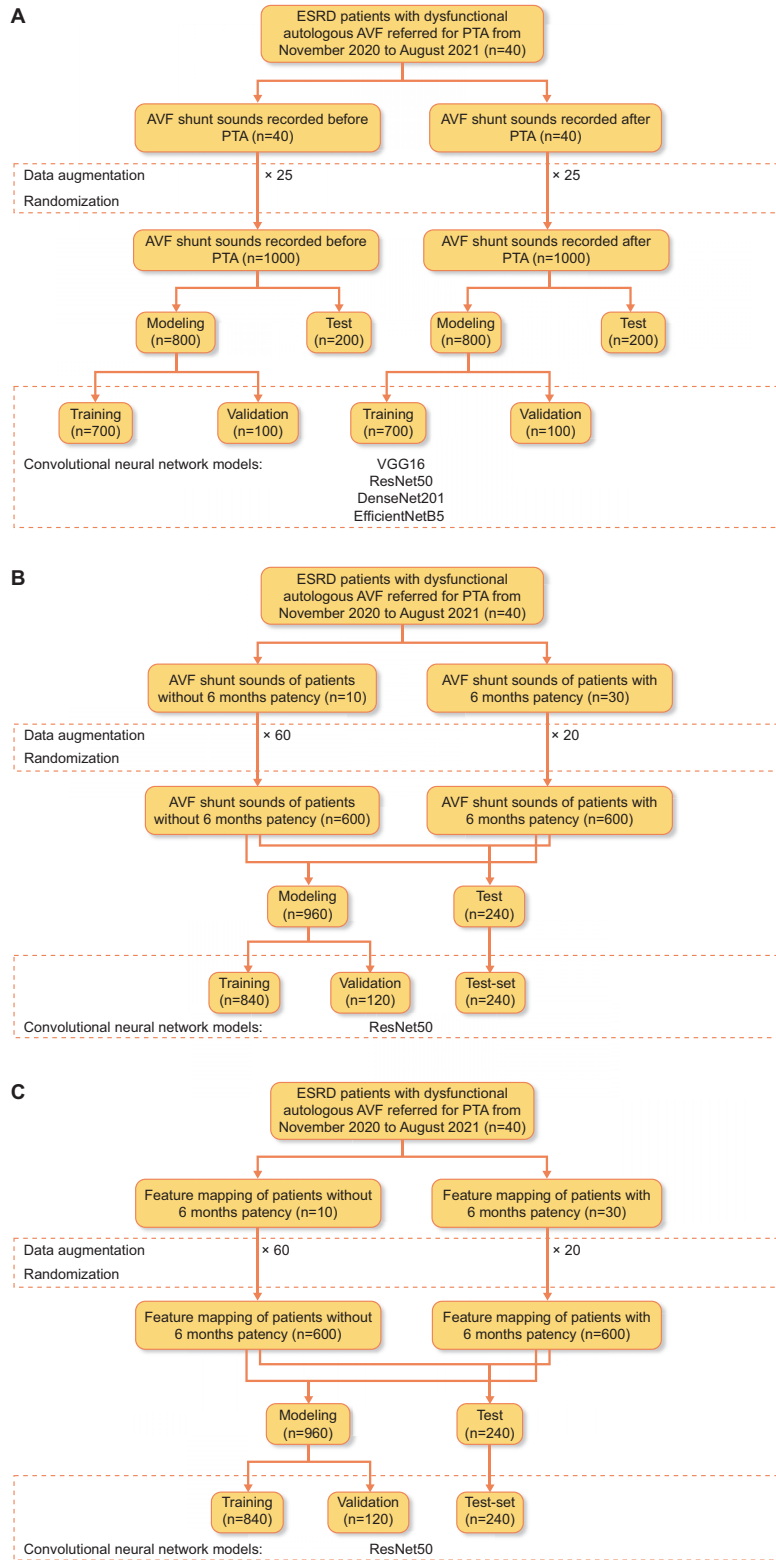 A
ESRD patients with dysfunctional
autologous AVF referred for PTA from
November 2020 to August 2021 (n=40)
AVF shunt sounds recorded before
PTA (n=40)
AVF shunt sounds recorded after
PTA (n=40)
Data augmentation
× 25
× 25
Randomization
AVF shunt sounds recorded before
PTA (n=1000)
AVF shunt sounds recorded after
PTA (n=1000)
Modeling
(n=800)
Test
(n=200)
Modeling
(n=800)
Test
(n=200)
Training
(n=700)
Validation
(n=100)
Training
(n=700)
Validation
(n=100)
Convolutional neural network models:
VGG16
ResNet50
DenseNet201
EfficientNetB5
B
ESRD patients with dysfunctional
autologous AVF referred for PTA from
November 2020 to August 2021 (n=40)
AVF shunt sounds of patients
without 6 months patency (n=10)
AVF shunt sounds of patients with
6 months patency (n=30)
Data augmentation
× 60
× 20
Randomization
AVF shunt sounds of patients
without 6 months patency (n=600)
AVF shunt sounds of patients with
6 months patency (n=600)
Modeling
(n=960)
Test
(n=240)
Training
(n=840)
Validation
(n=120)
Test-set
(n=240)
Convolutional neural network models:
ResNet50
C
ESRD patients with dysfunctional
autologous AVF referred for PTA from
November 2020 to August 2021 (n=40)
Feature mapping of patients without
6 months patency (n=10)
Feature mapping of patients with
6 months patency (n=30)
Data augmentation
× 60
× 20
Randomization
Feature mapping of patients without
6 months patency (n=600)
Feature mapping of patients with
6 months patency (n=600)
Modeling
(n=960)
Test
(n=240)
Training
(n=840)
Validation
(n=120)
Test-set
(n=240)
Convolutional neural network models:
ResNet50